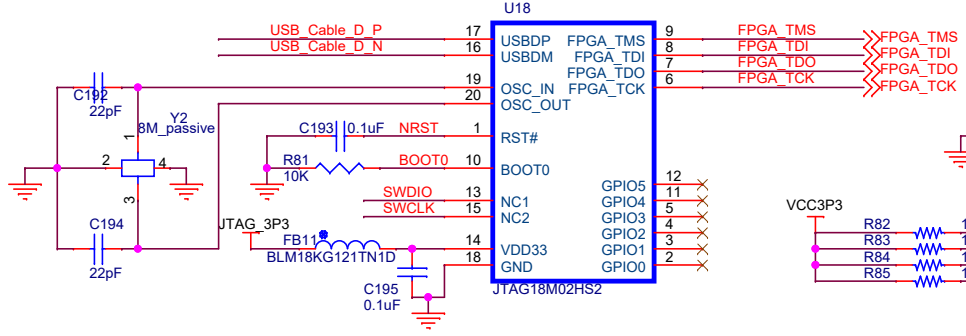 U18
USB_Cable_D_P 17 USBDP FPGA_TMS 9 FPGA_TMS FPGA_TMS
USB_Cable_D_N 16 USBDM FPGA_TDI 8 FPGA_TDI FPGA_TDI
FPGA_TDO 7 FPGA_TDO FPGA_TDO
19 OSC_IN FPGA_TCK 6 FPGA_TCK FPGA_TCK
20 OSC_OUT
C192
22pF
Y2
8M_passive
1
2 4
3
C193 0.1uF NRST 1 RST#
R81 BOOT0 10 BOOT0
10K
GPIO5 12
SWDIO 13 NC1 GPIO4 11
SWCLK 15 NC2 GPIO3 5
GPIO2 4
GPIO1 3
GPIO0 2
C194
22pF
JTAG_3P3
FB11 14 VDD33
BLM18KG121TN1D 18 GND
C195
0.1uF
JTAG18M02HS2
VCC3P3
R82 1
R83 1
R84 1
R85 1